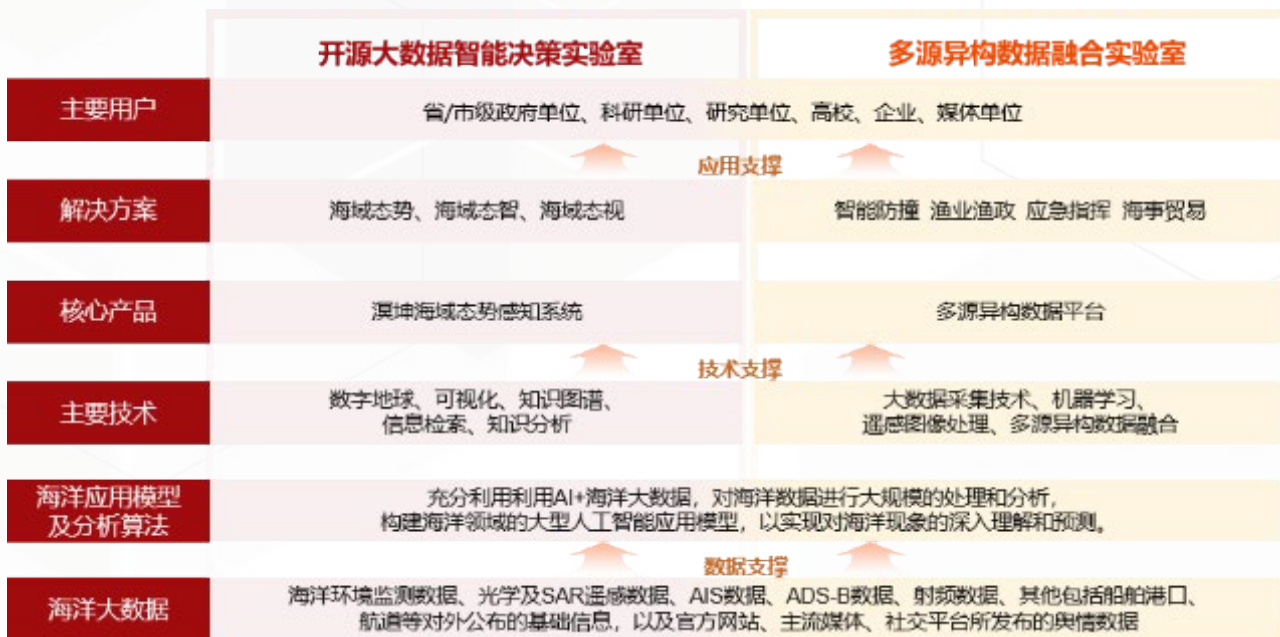 开源大数据智能决策实验室
多源异构数据融合实验室
主要用户
省/市级政府单位、科研单位、研究单位、高校、企业、媒体单位
应用支撑
解决方案
海域态势、海域态智、海域态视
智能防撞 渔业渔政 应急指挥 海事贸易
核心产品
溟坤海域态势感知系统
多源异构数据平台
技术支撑
主要技术
数字地球、可视化、知识图谱、
信息检索、知识分析
大数据采集技术、机器学习、
遥感图像处理、多源异构数据融合
海洋应用模型
及分析算法
充分利用利用AI+海洋大数据，对海洋数据进行大规模的处理和分析，
构建海洋领域的大型人工智能应用模型，以实现对海洋现象的深入理解和预测。
数据支撑
海洋大数据
海洋环境监测数据、光学及SAR遥感数据、AIS数据、ADS-B数据、射频数据、其他包括船舶港口、
航道等对外公布的基础信息，以及官方网站、主流媒体、社交平台所发布的舆情数据